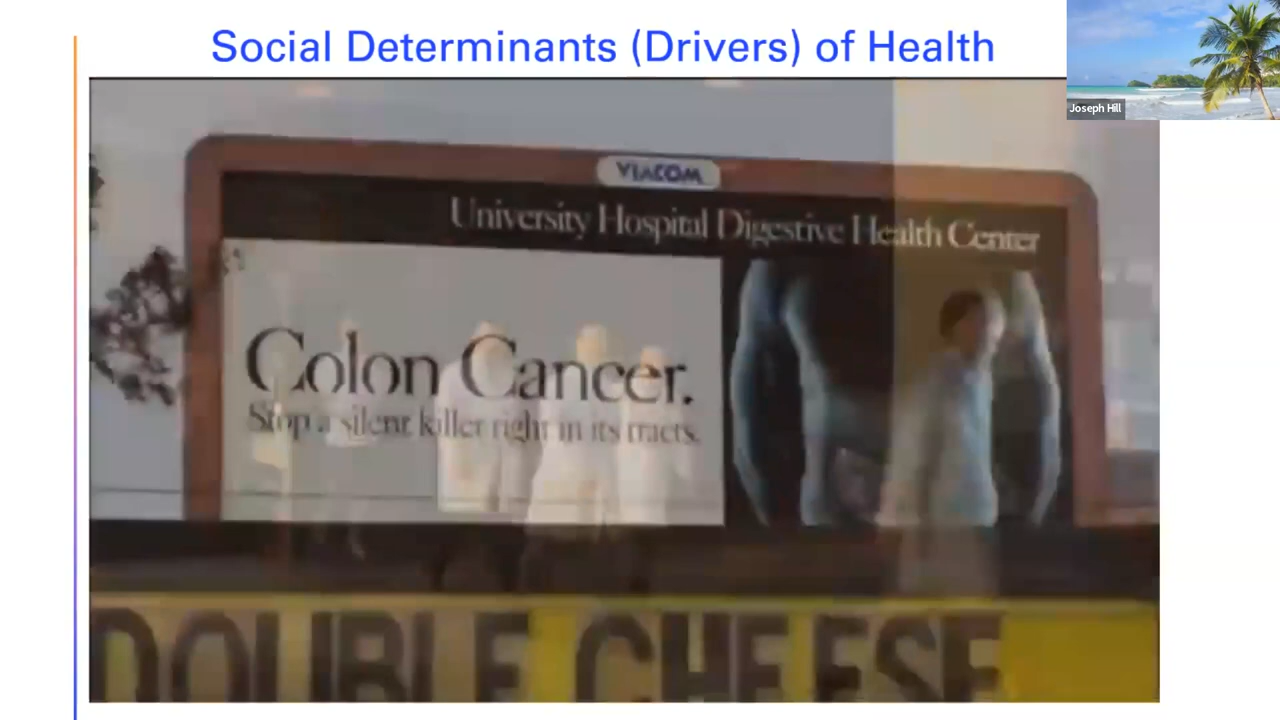 Social Determinants (Drivers) of Health
Joseph Hill
VIACOM
University Hospital Digestive Health Center
Colon Cancer.
Stop a silent killer right in its tracts.
DOUBLE CHEESE